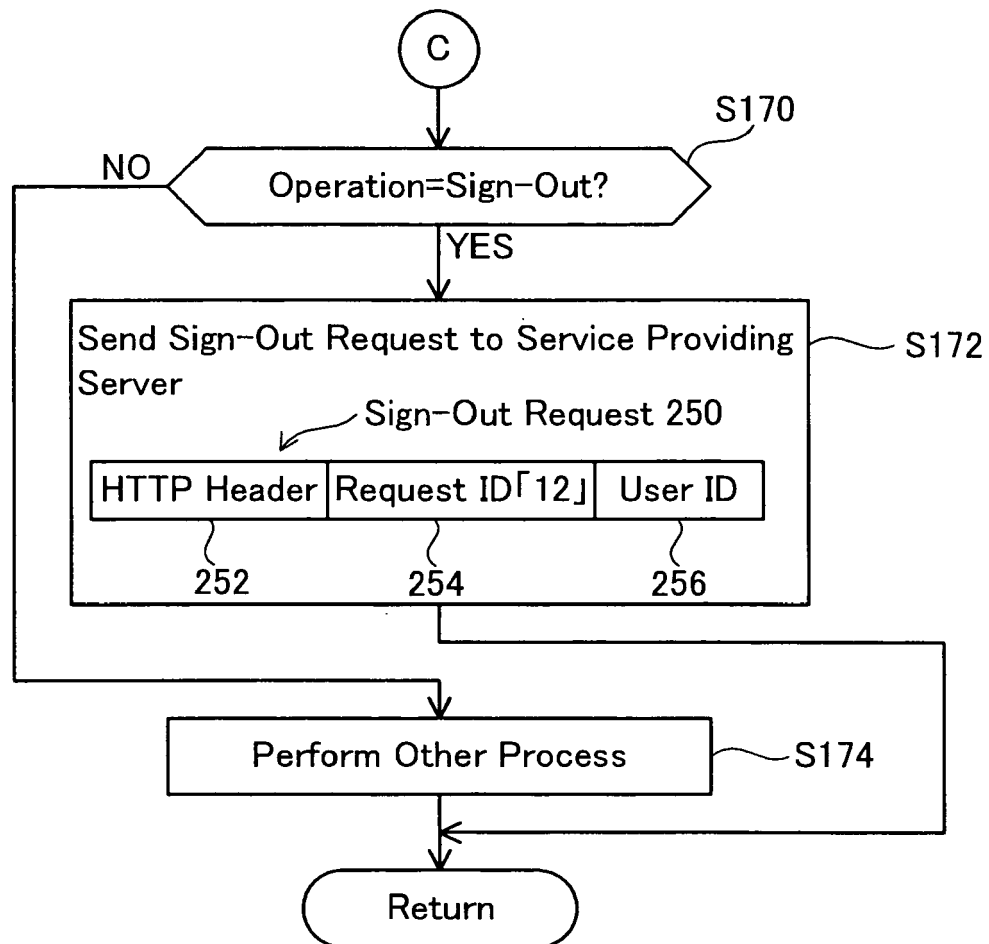 C
S170
NO
Operation=Sign-Out?
YES
Send Sign-Out Request to Service Providing
Server
S172
Sign-Out Request 250
HTTP Header
Request ID「12」
User ID
252
254
256
Perform Other Process
S174
Return